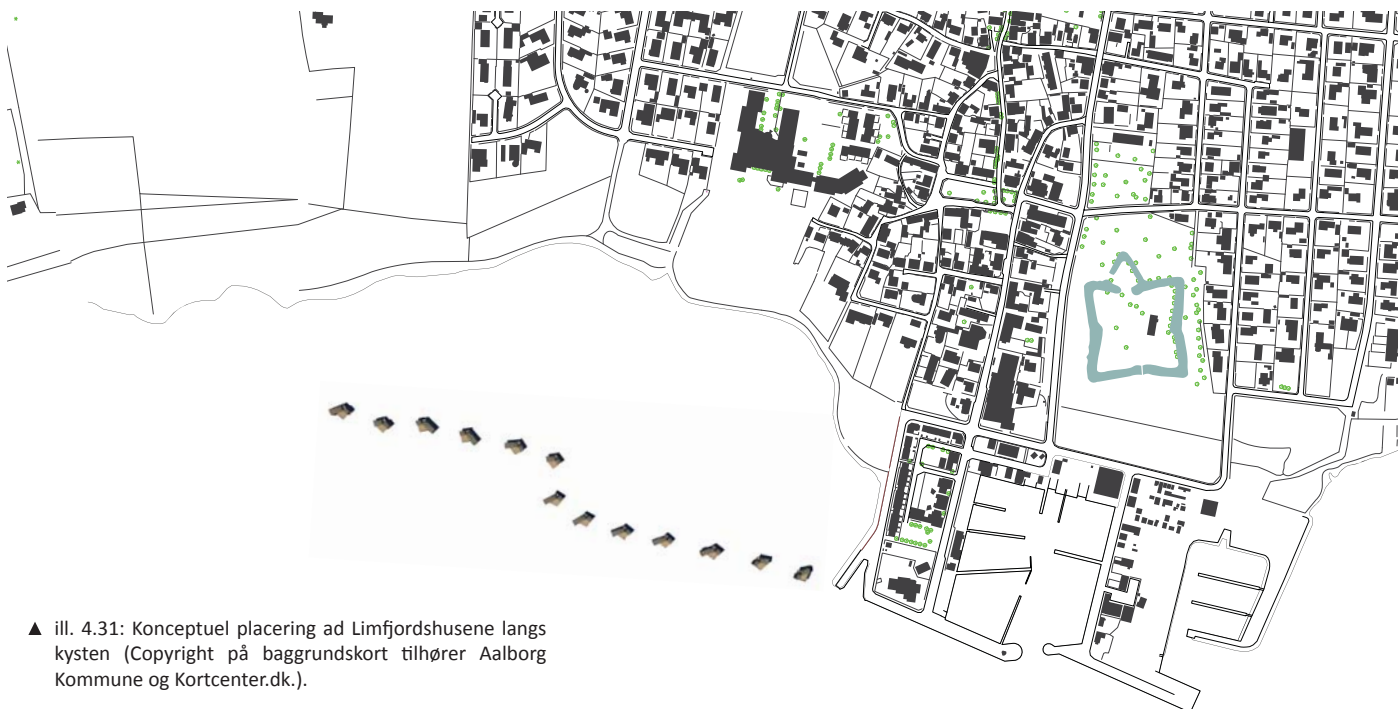 ▲ ill. 4.31: Konceptuel placering ad Limfjordshusene langs
kysten (Copyright på baggrundskort tilhører Aalborg
Kommune og Kortcenter.dk.).